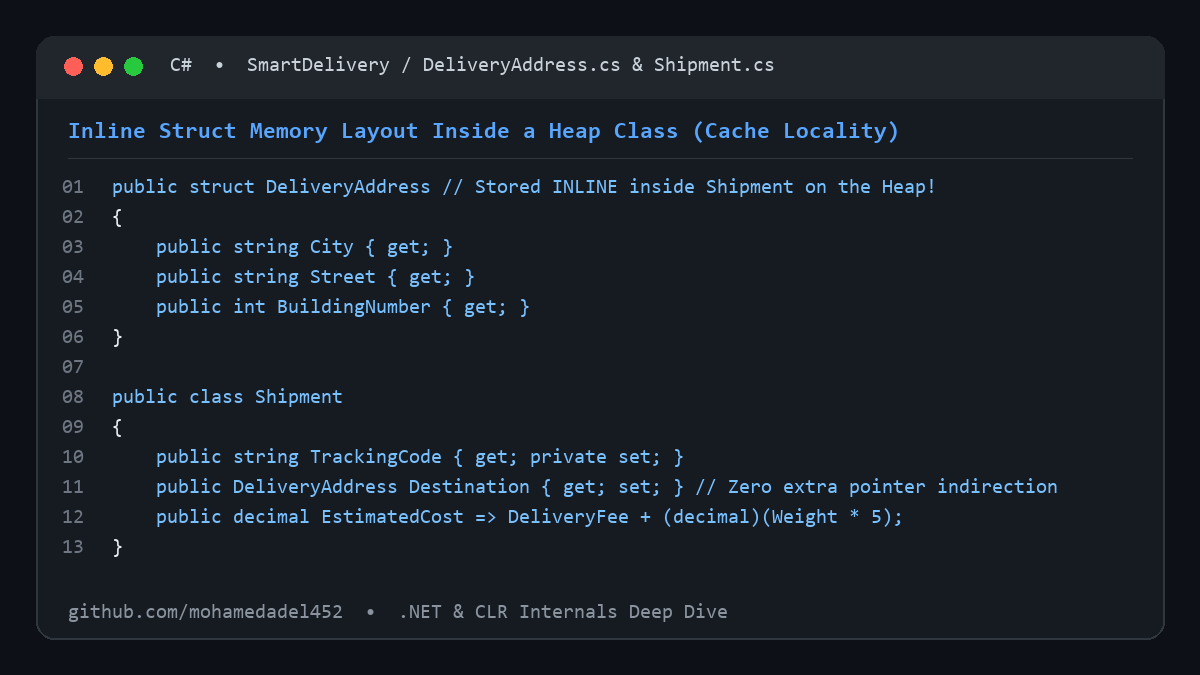 C# • SmartDelivery / DeliveryAddress.cs & Shipment.cs
Inline Struct Memory Layout Inside a Heap Class (Cache Locality)
01 public struct DeliveryAddress // Stored INLINE inside Shipment on the Heap!
02 {
03     public string City { get; }
04     public string Street { get; }
05     public int BuildingNumber { get; }
06 }
07
08 public class Shipment
09 {
10     public string TrackingCode { get; private set; }
11     public DeliveryAddress Destination { get; set; } // Zero extra pointer indirection
12     public decimal EstimatedCost => DeliveryFee + (decimal)(Weight * 5);
13 }
github.com/mohamedadel452 • .NET & CLR Internals Deep Dive